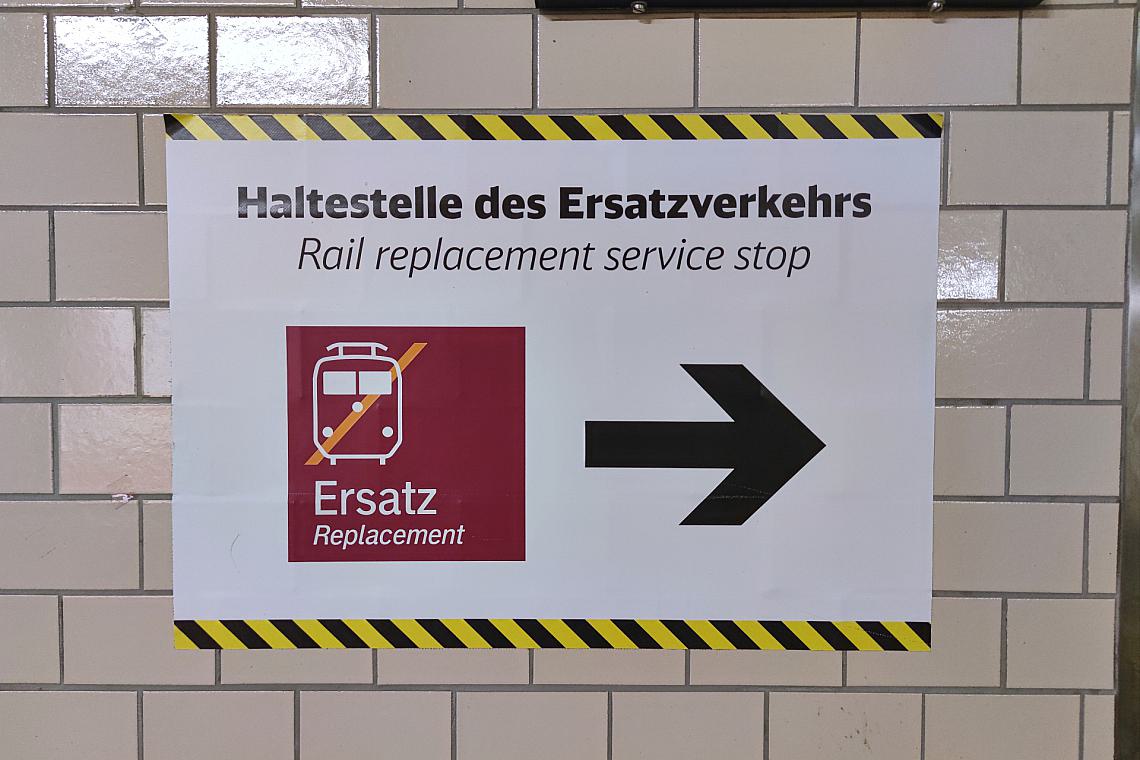 Haltestelle des Ersatzverkehrs
Rail replacement service stop
Ersatz
Replacement